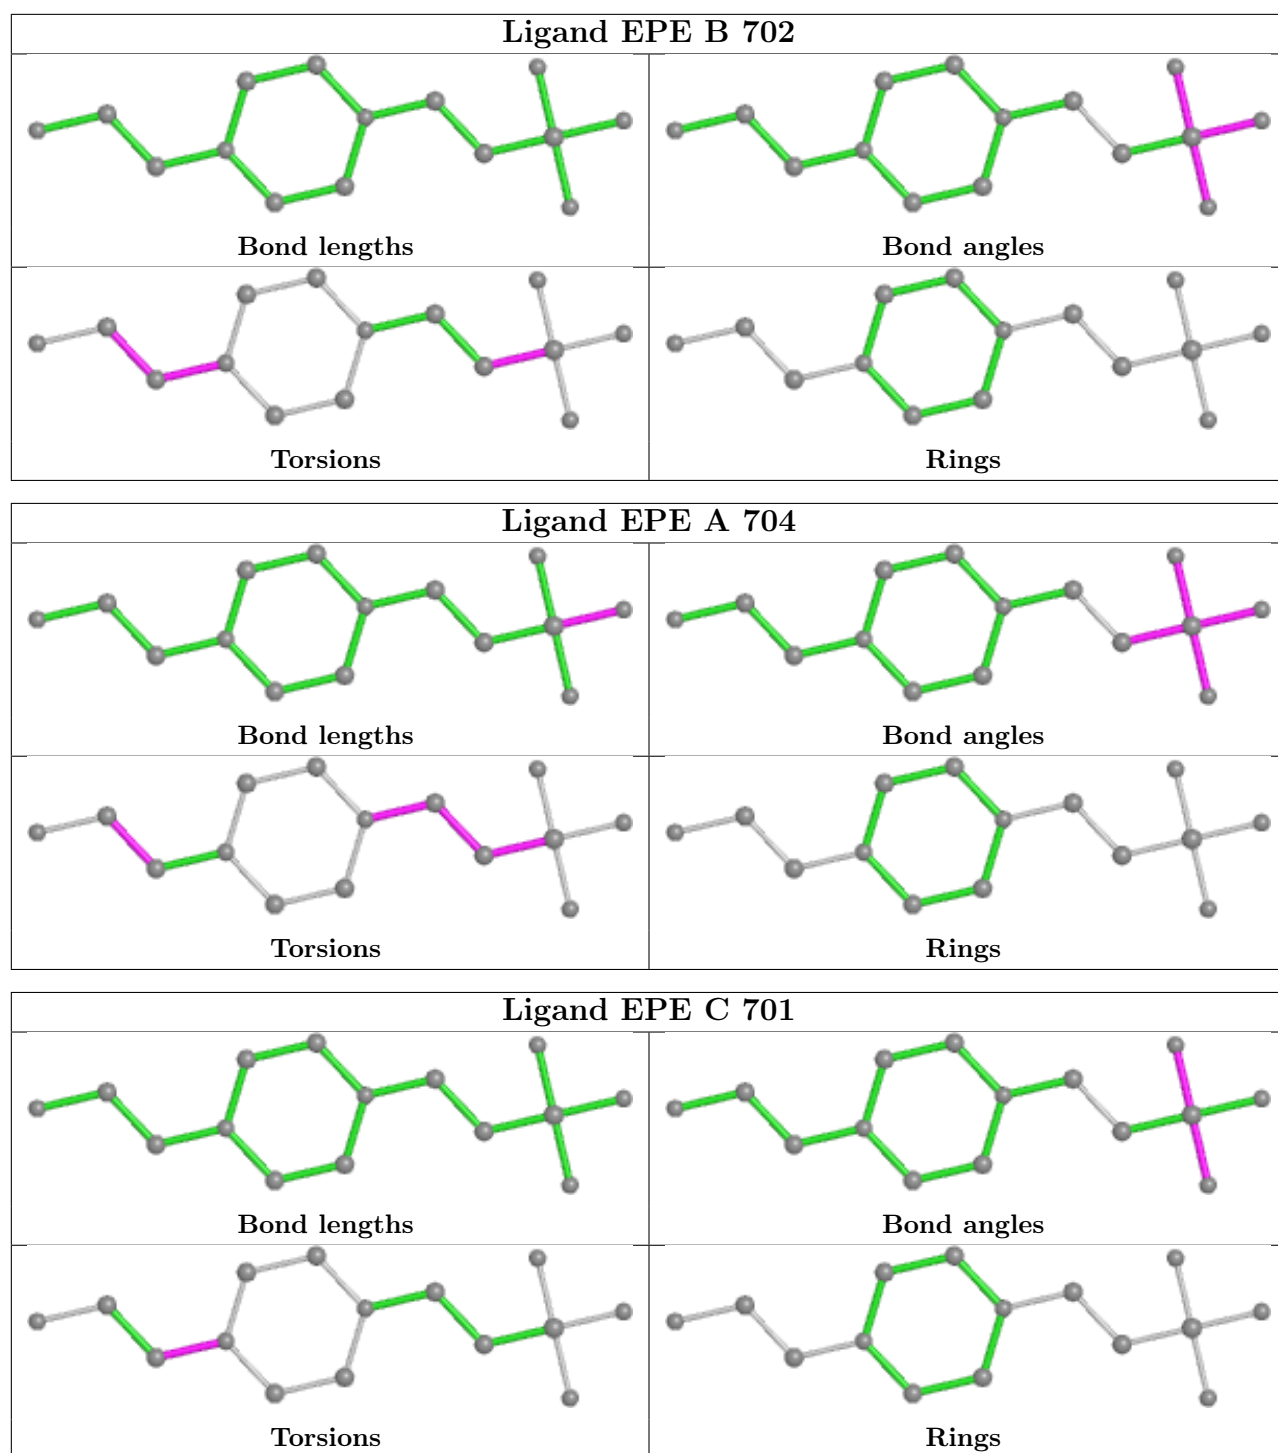 Ligand EPE B 702
Bond lengths
Bond angles
Torsions
Rings
Ligand EPE A 704
Bond lengths
Bond angles
Torsions
Rings
Ligand EPE C 701
Bond lengths
Bond angles
Torsions
Rings